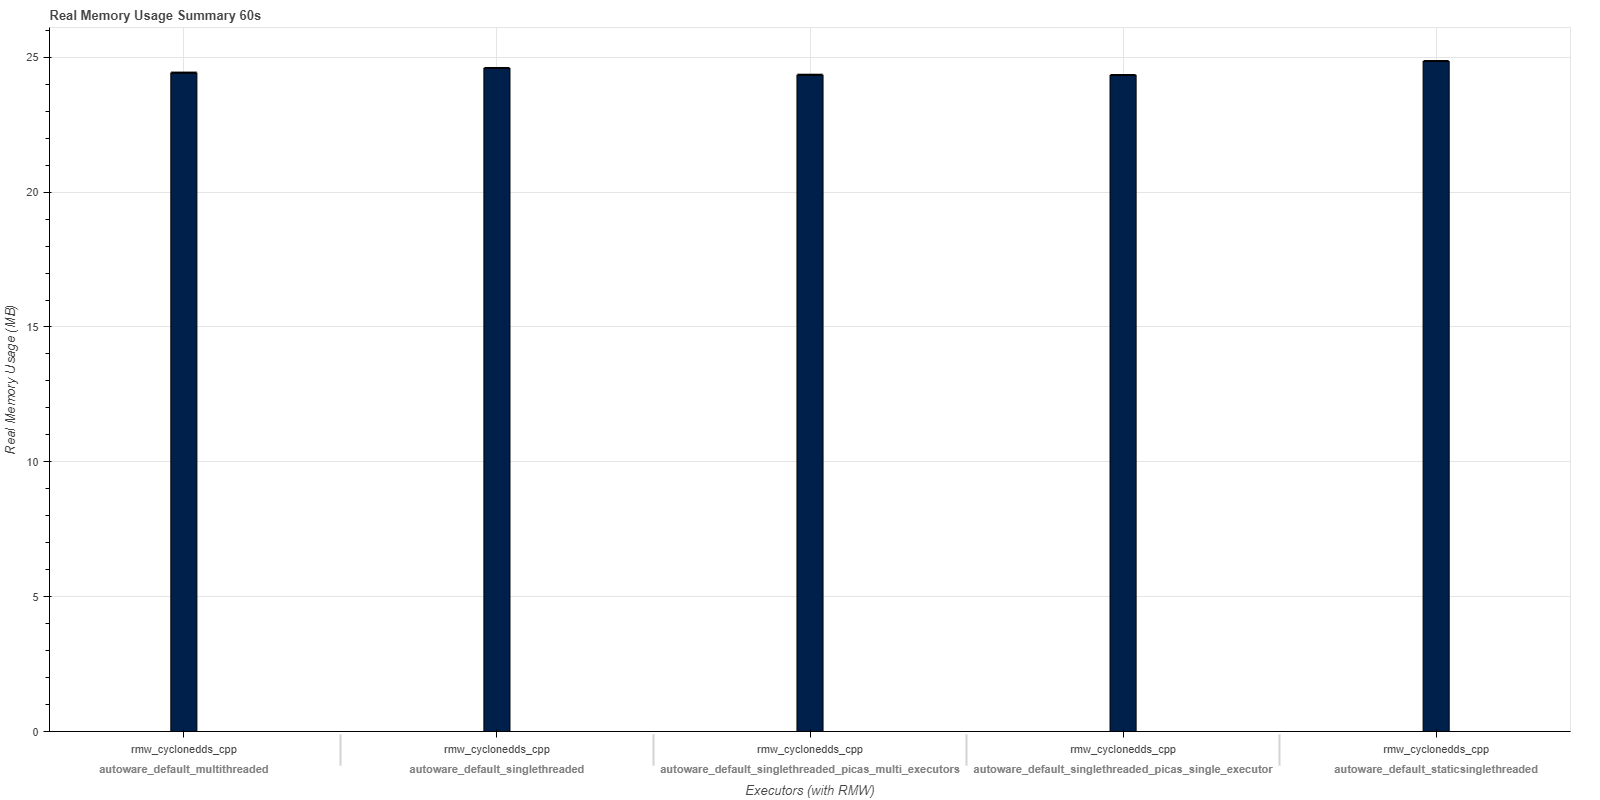 Real Memory Usage Summary 60s
Real Memory Usage (MB)
25
20
15
10
5
0
rmw_cyclonedds_cpp rmw_cyclonedds_cpp rmw_cyclonedds_cpp rmw_cyclonedds_cpp rmw_cyclonedds_cpp
autoware_default_multithreaded autoware_default_singlethreaded autoware_default_singlethreaded_picas_multi_executors autoware_default_singlethreaded_picas_single_executor autoware_default_staticsinglethreaded
Executors (with RMW)